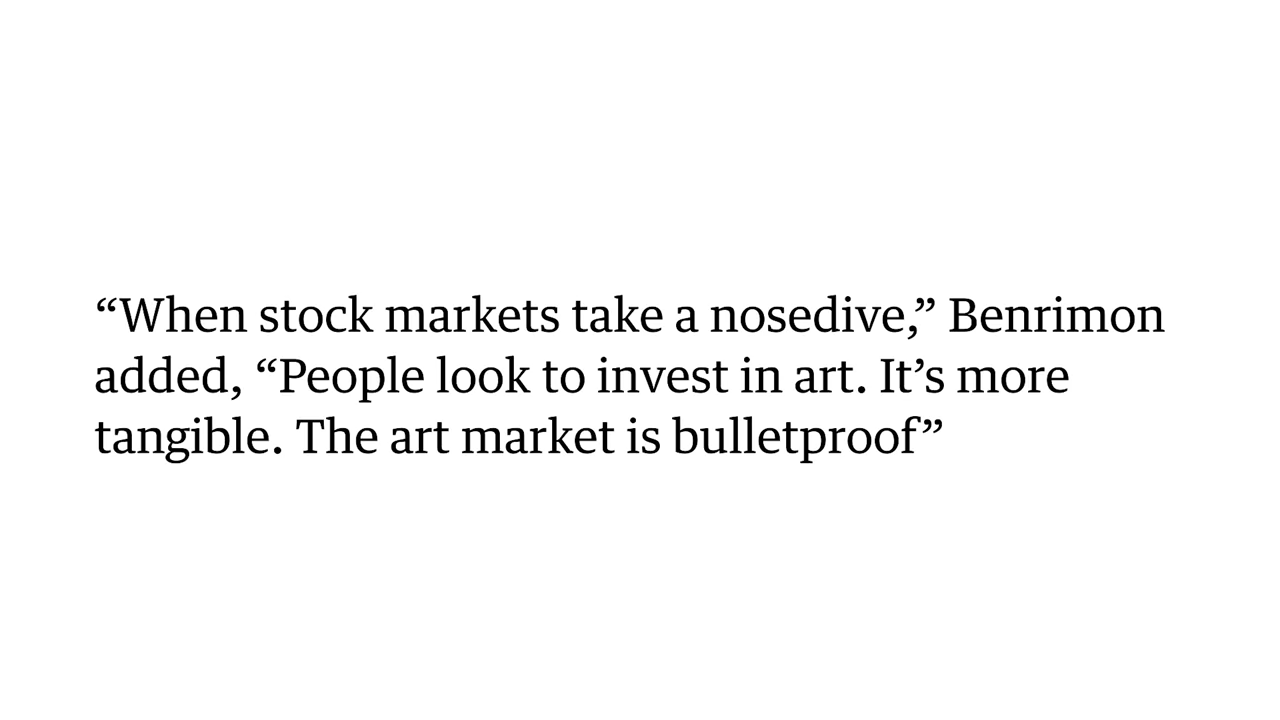 “When stock markets take a nosedive,” Benrimon
added, “People look to invest in art. It’s more
tangible. The art market is bulletproof”